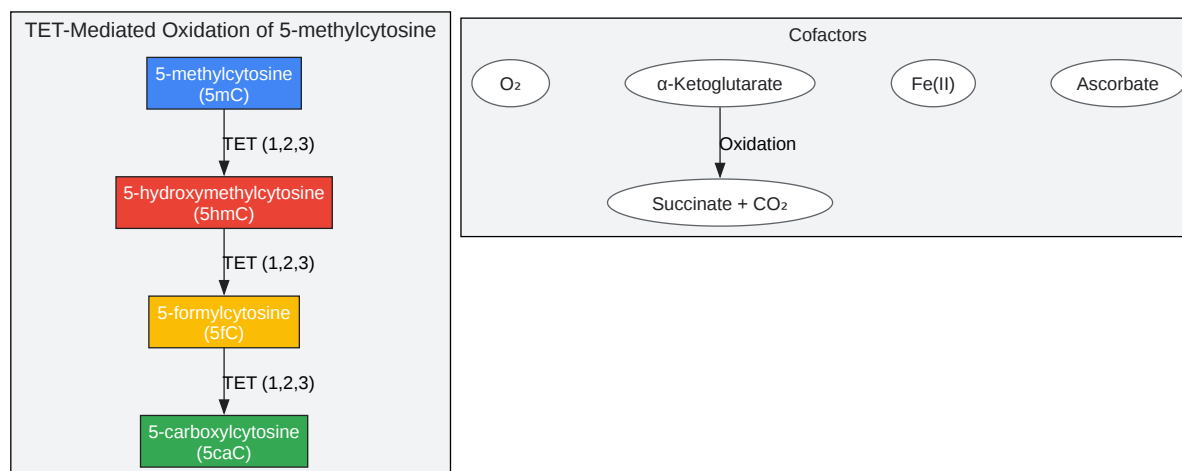 TET-Mediated Oxidation of 5-methylcytosine
5-methylcytosine
(5mC)
TET (1,2,3)
5-hydroxymethylcytosine
(5hmC)
TET (1,2,3)
5-formylcytosine
(5fC)
TET (1,2,3)
5-carboxylcytosine
(5caC)
Cofactors
O₂
α-Ketoglutarate
Fe(II)
Ascorbate
Oxidation
Succinate + CO₂